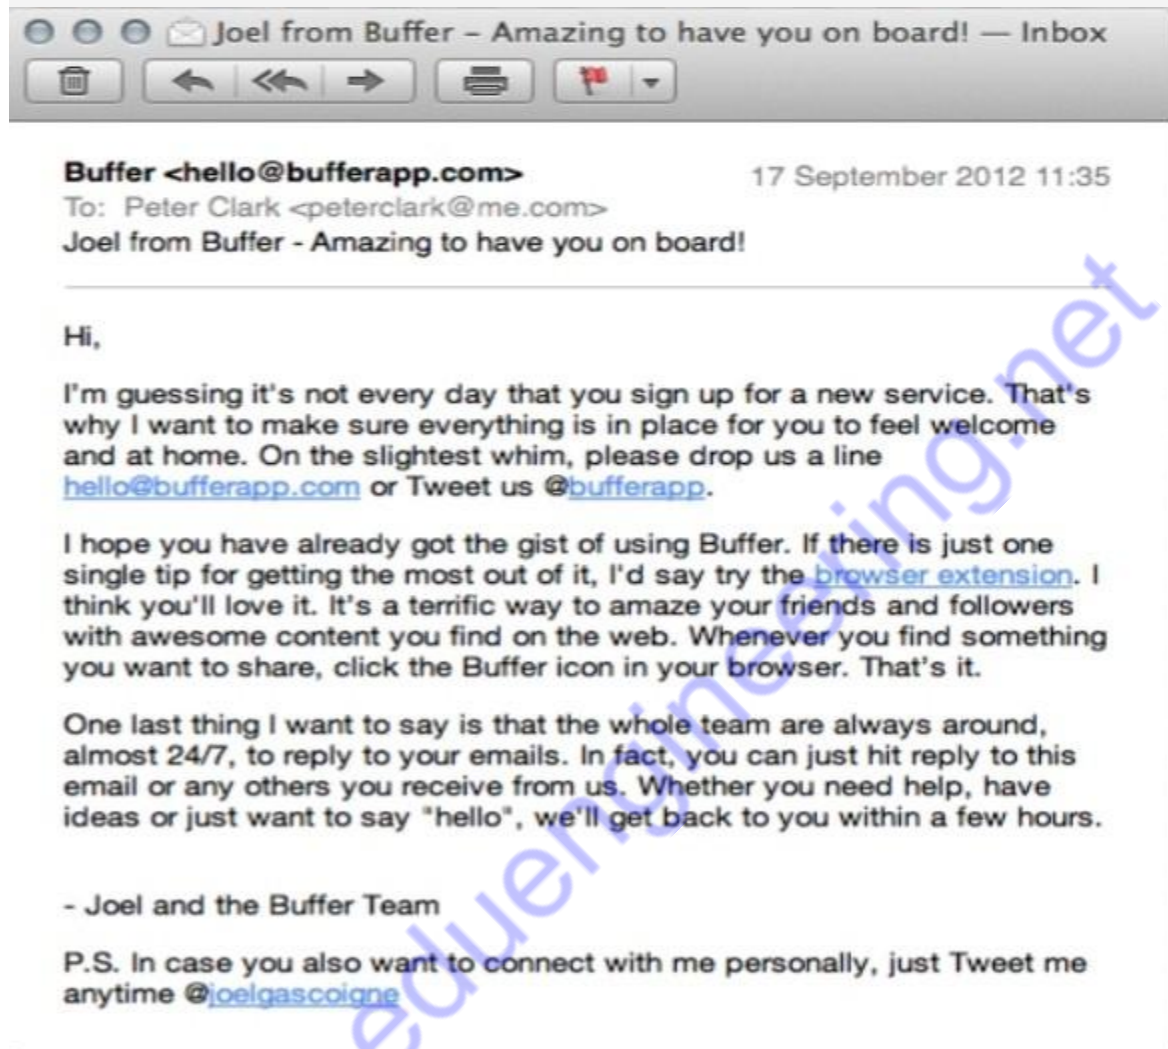 Joel from Buffer – Amazing to have you on board! — Inbox
Buffer <hello@bufferapp.com> 17 September 2012 11:35
To: Peter Clark <peterclark@me.com>
Joel from Buffer - Amazing to have you on board!
Hi,
I'm guessing it's not every day that you sign up for a new service. That's
why I want to make sure everything is in place for you to feel welcome
and at home. On the slightest whim, please drop us a line
hello@bufferapp.com or Tweet us @bufferapp.
I hope you have already got the gist of using Buffer. If there is just one
single tip for getting the most out of it, I'd say try the browser extension. I
think you'll love it. It's a terrific way to amaze your friends and followers
with awesome content you find on the web. Whenever you find something
you want to share, click the Buffer icon in your browser. That's it.
One last thing I want to say is that the whole team are always around,
almost 24/7, to reply to your emails. In fact, you can just hit reply to this
email or any others you receive from us. Whether you need help, have
ideas or just want to say "hello", we'll get back to you within a few hours.
- Joel and the Buffer Team
P.S. In case you also want to connect with me personally, just Tweet me
anytime @joelgascoigne
eduengineering.net